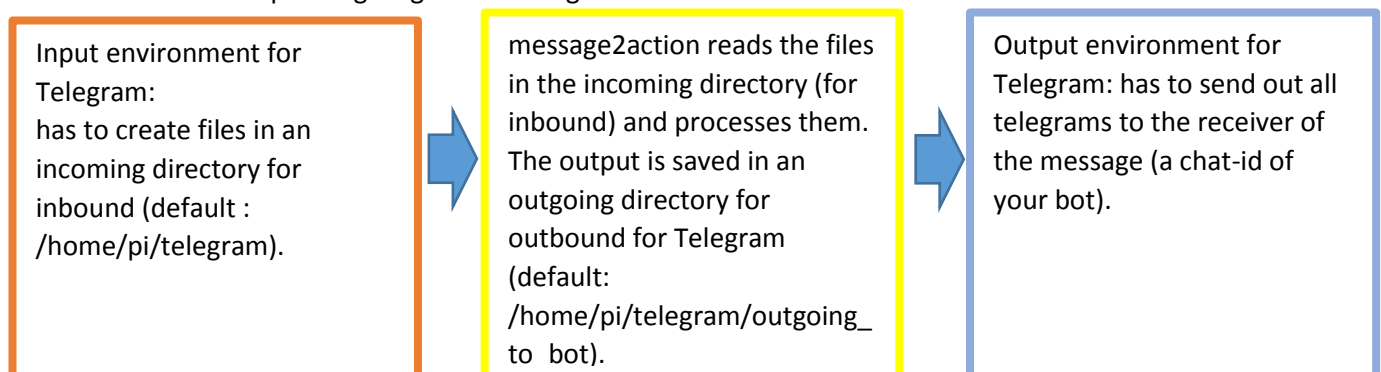 Input environment for
Telegram:
has to create files in an
incoming directory for
inbound (default :
/home/pi/telegram).
message2action reads the files
in the incoming directory (for
inbound) and processes them.
The output is saved in an
outgoing directory for
outbound for Telegram
(default:
/home/pi/telegram/outgoing_
to_bot).
Output environment for
Telegram: has to send out all
telegrams to the receiver of
the message (a chat-id of
your bot).